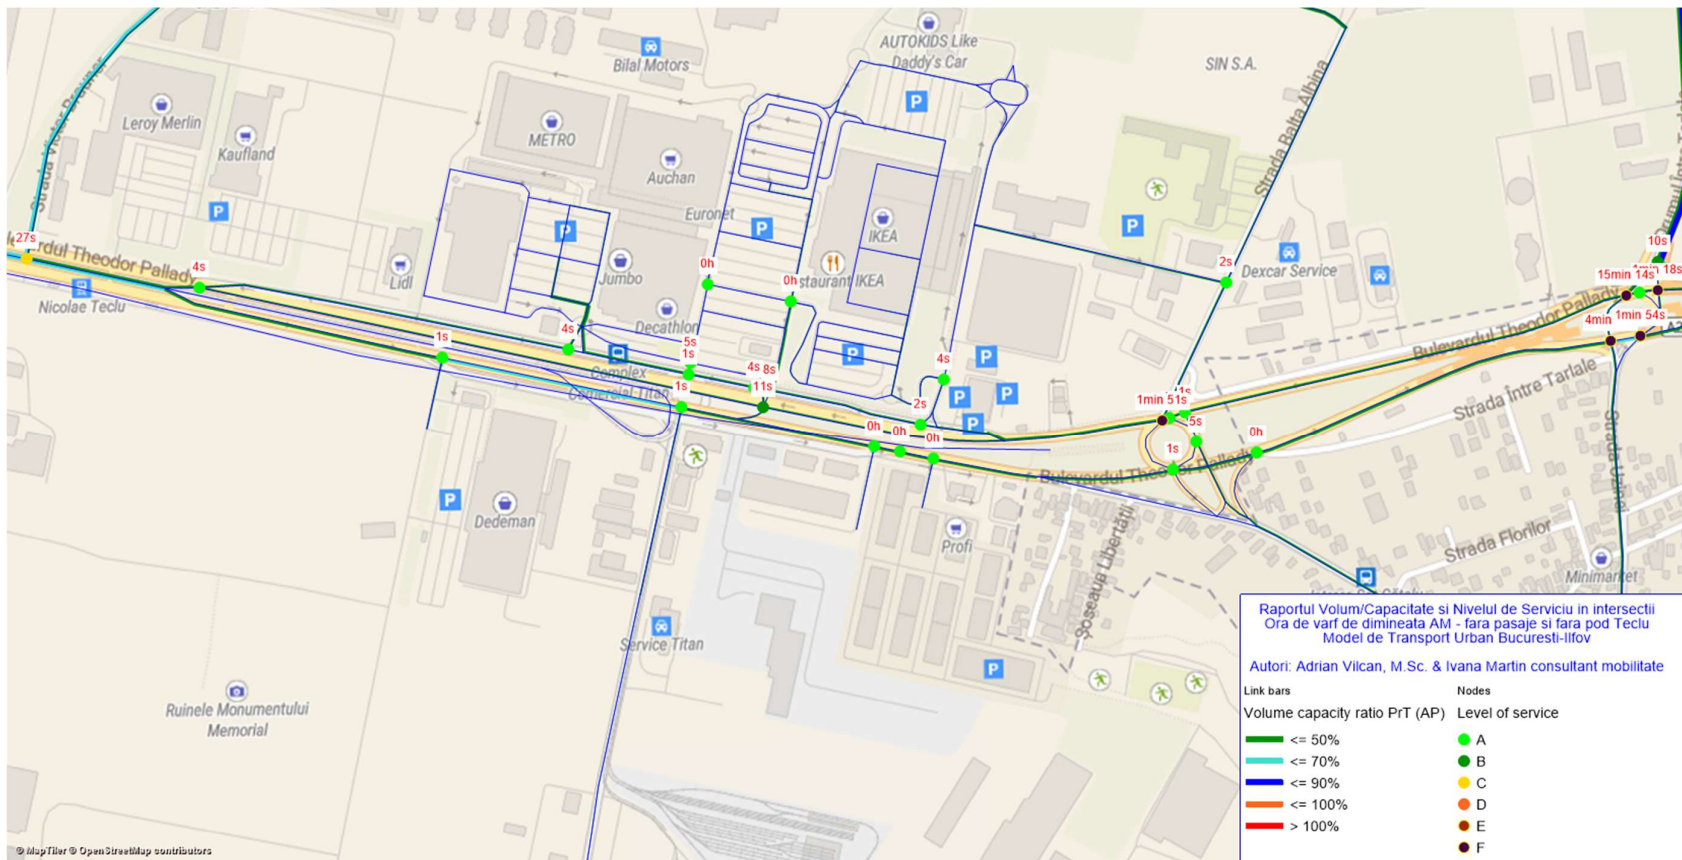 AUTOKIDS Like
Daddy's Car
Bilal Motors
SIN S.A.
P
Leroy Merlin
METRO
Kaufland
Auchan
Strada Balta Albina
Euronet
P
P
P
P
IKEA
27s
Theodor Pallady
4s
Nicolae Teclu
Lidl
Jumbo
0h
0h
IKEA
2s
Dexcar Service
10s
18s
15min 14s
Decathlon
Bulevardul Theodor Pallady
4min
1min 54s
1s
4s
Complex
Comercial Titan
5s
1s
1s
4s 8s
11s
P
4s
P
P
P
P
2s
0h
0h
0h
1min 51s
1s
5s
1s
0h
Strada Între Tarlale
P
Dedeman
Profi
Șoseaua Libertății
Strada Florilor
Minimarket
Service Titan
P
Ruinele Monumentului
Memorial
Raportul Volum/Capacitate si Nivelul de Serviciu in intersectii
Ora de varf de dimineata AM - fara pasaje si fara pod Teclu
Model de Transport Urban Bucuresti-Ilfov
Autori: Adrian Vilcan, M.Sc. & Ivana Martin consultant mobilitate
Link bars
Nodes
Volume capacity ratio PrT (AP)
Level of service
<= 50%
A
<= 70%
B
<= 90%
C
<= 100%
D
> 100%
E
F
© MapTiler © OpenStreetMap contributors